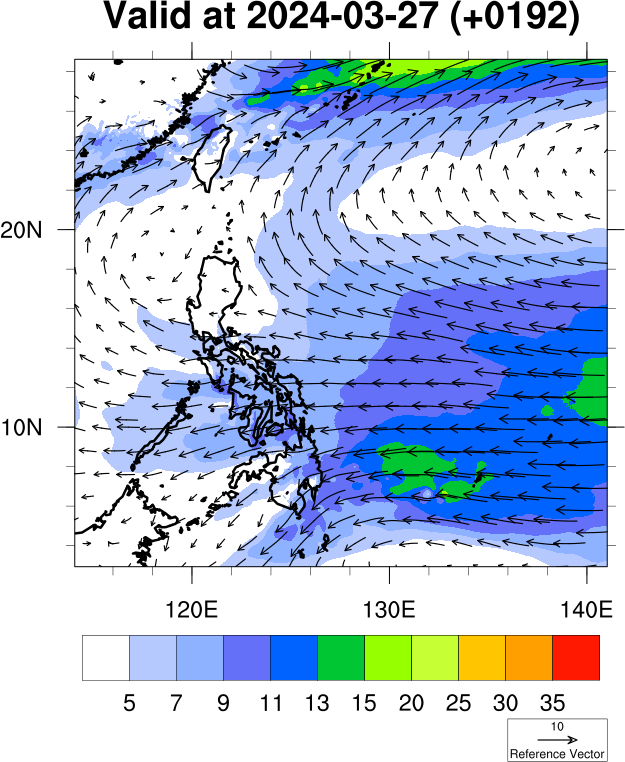 Valid at 2024-03-27 (+0192)
20N
10N
120E 130E 140E
5 7 9 11 13 15 20 25 30 35
10
Reference Vector